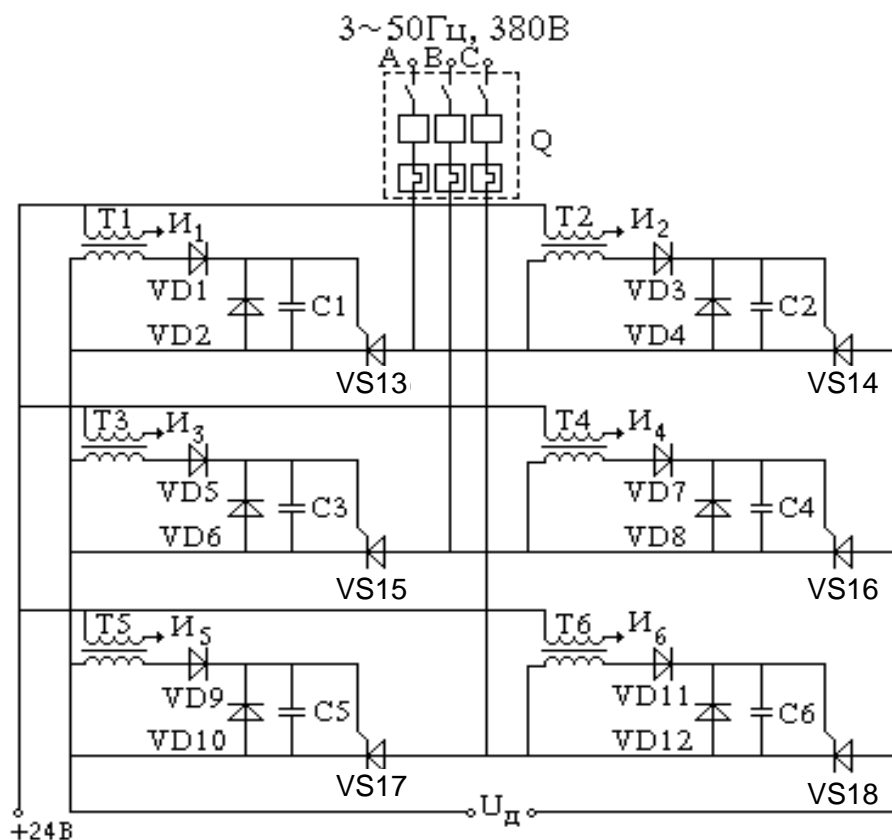 3~50Гц, 380В
A B C
Q
T1 И1 T2 И2
VD1 C1 VD3 C2
VD2 VD4
VS13 VS14
T3 И3 T4 И4
VD5 C3 VD7 C4
VD6 VD8
VS15 VS16
T5 И5 T6 И6
VD9 C5 VD11 C6
VD10 VD12
VS17 VS18
+24В Uд